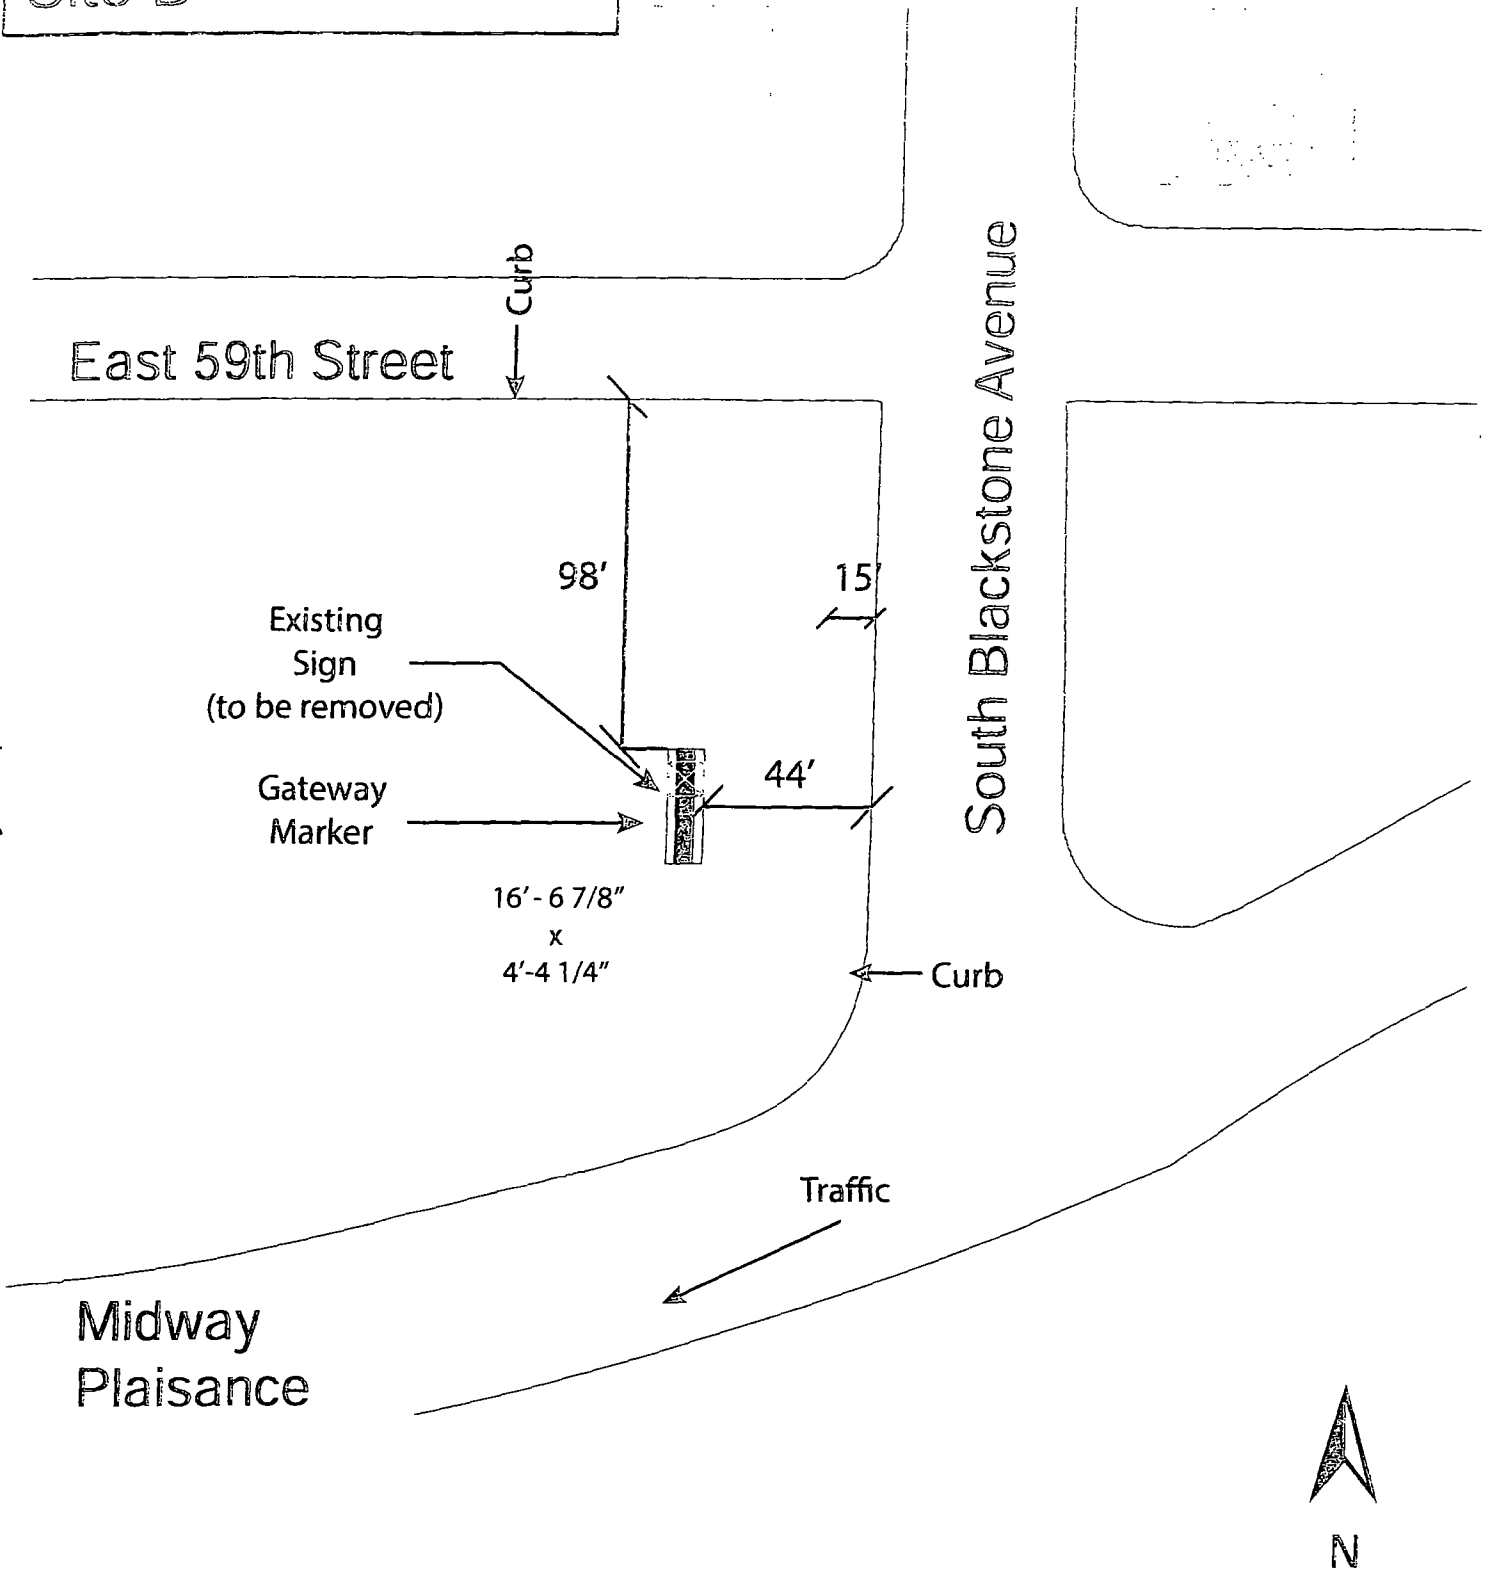 Curb
East 59th Street
South Blackstone Avenue
98'
15'
Existing
Sign
(to be removed)
44'
Gateway
Marker
16' - 6 7/8"
x
4'-4 1/4"
Curb
Traffic
Midway
Plaisance
N